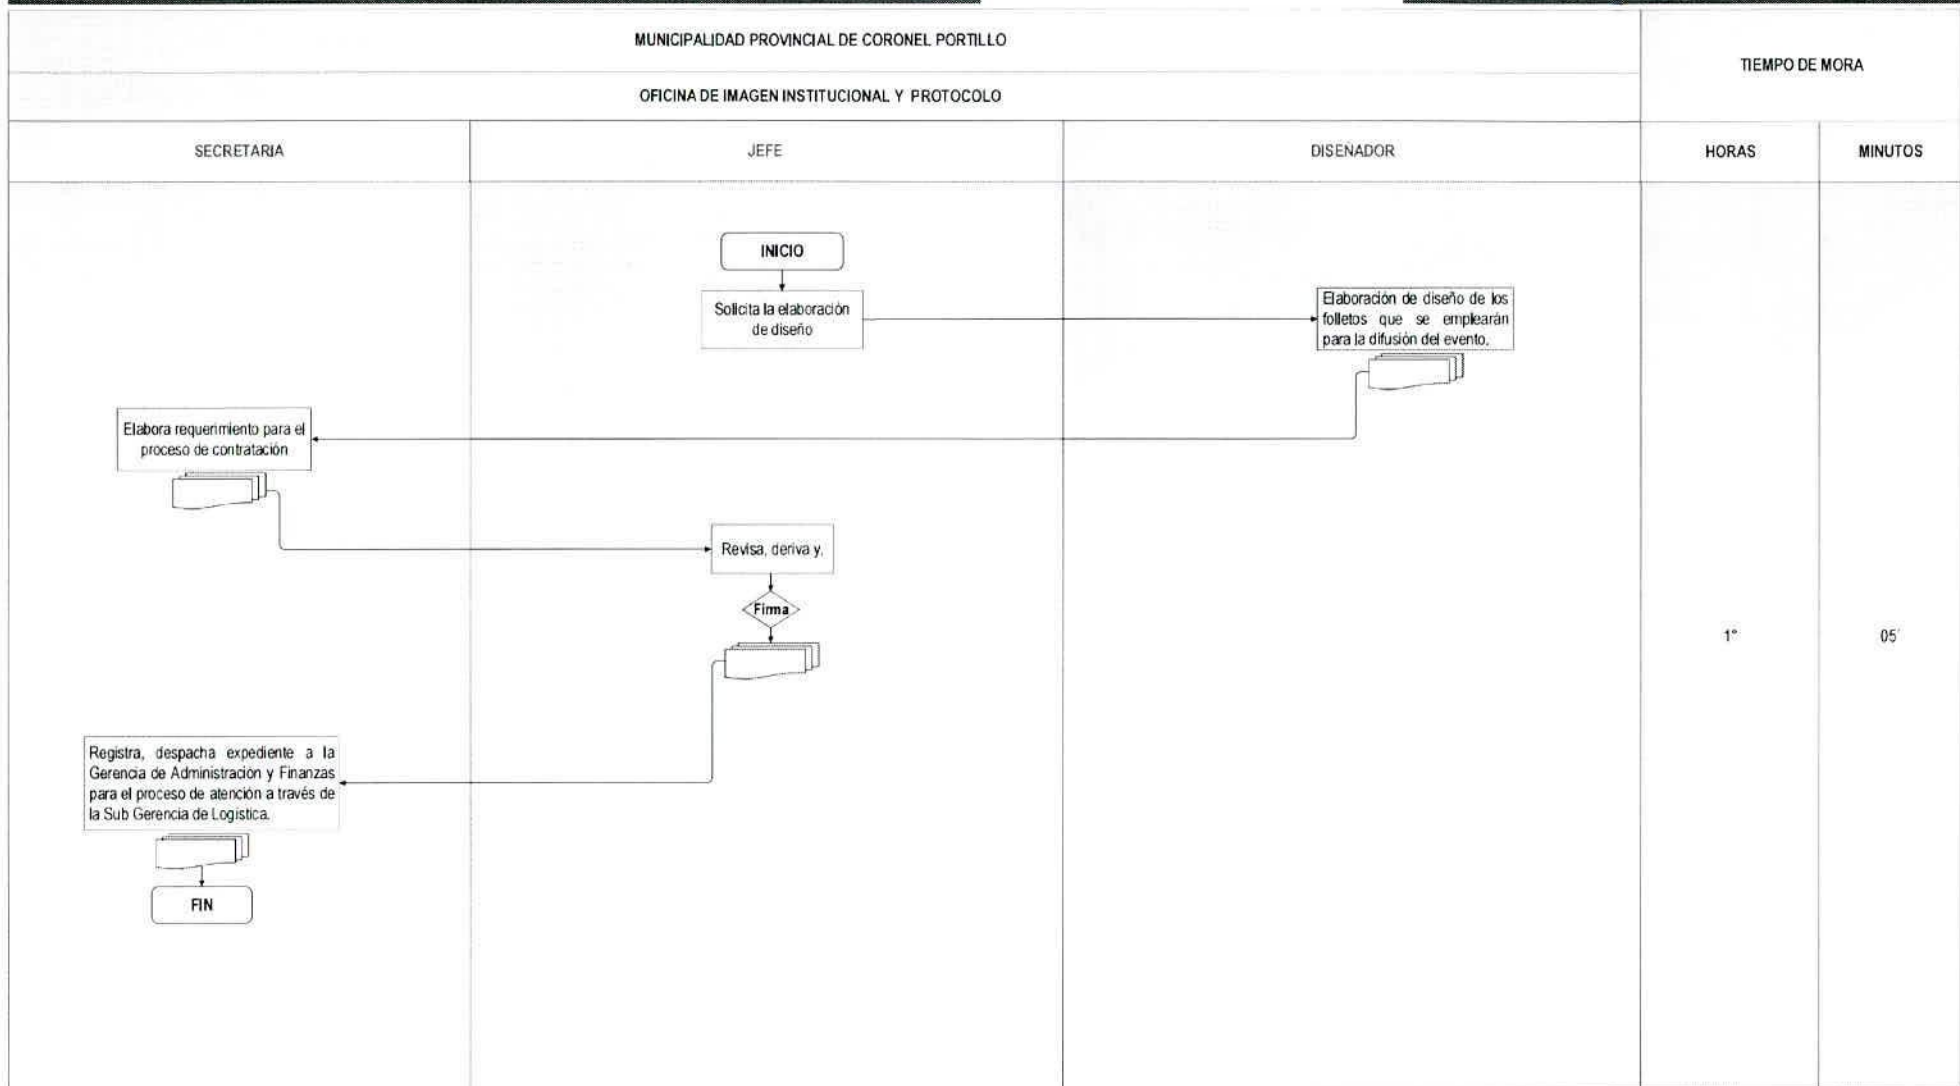 MUNICIPALIDAD PROVINCIAL DE CORONEL PORTILLO
TIEMPO DE MORA
OFICINA DE IMAGEN INSTITUCIONAL Y PROTOCOLO
SECRETARIA
JEFE
DISEÑADOR
HORAS
MINUTOS
INICIO
Solicita la elaboración
de diseño
Elaboración de diseño de los
folletos que se emplearán
para la difusión del evento.
Elabora requerimiento para el
proceso de contratación
Revisa, deriva y.
Firma
1°
05´
Registra, despacha expediente a la
Gerencia de Administración y Finanzas
para el proceso de atención a través de
la Sub Gerencia de Logística.
FIN